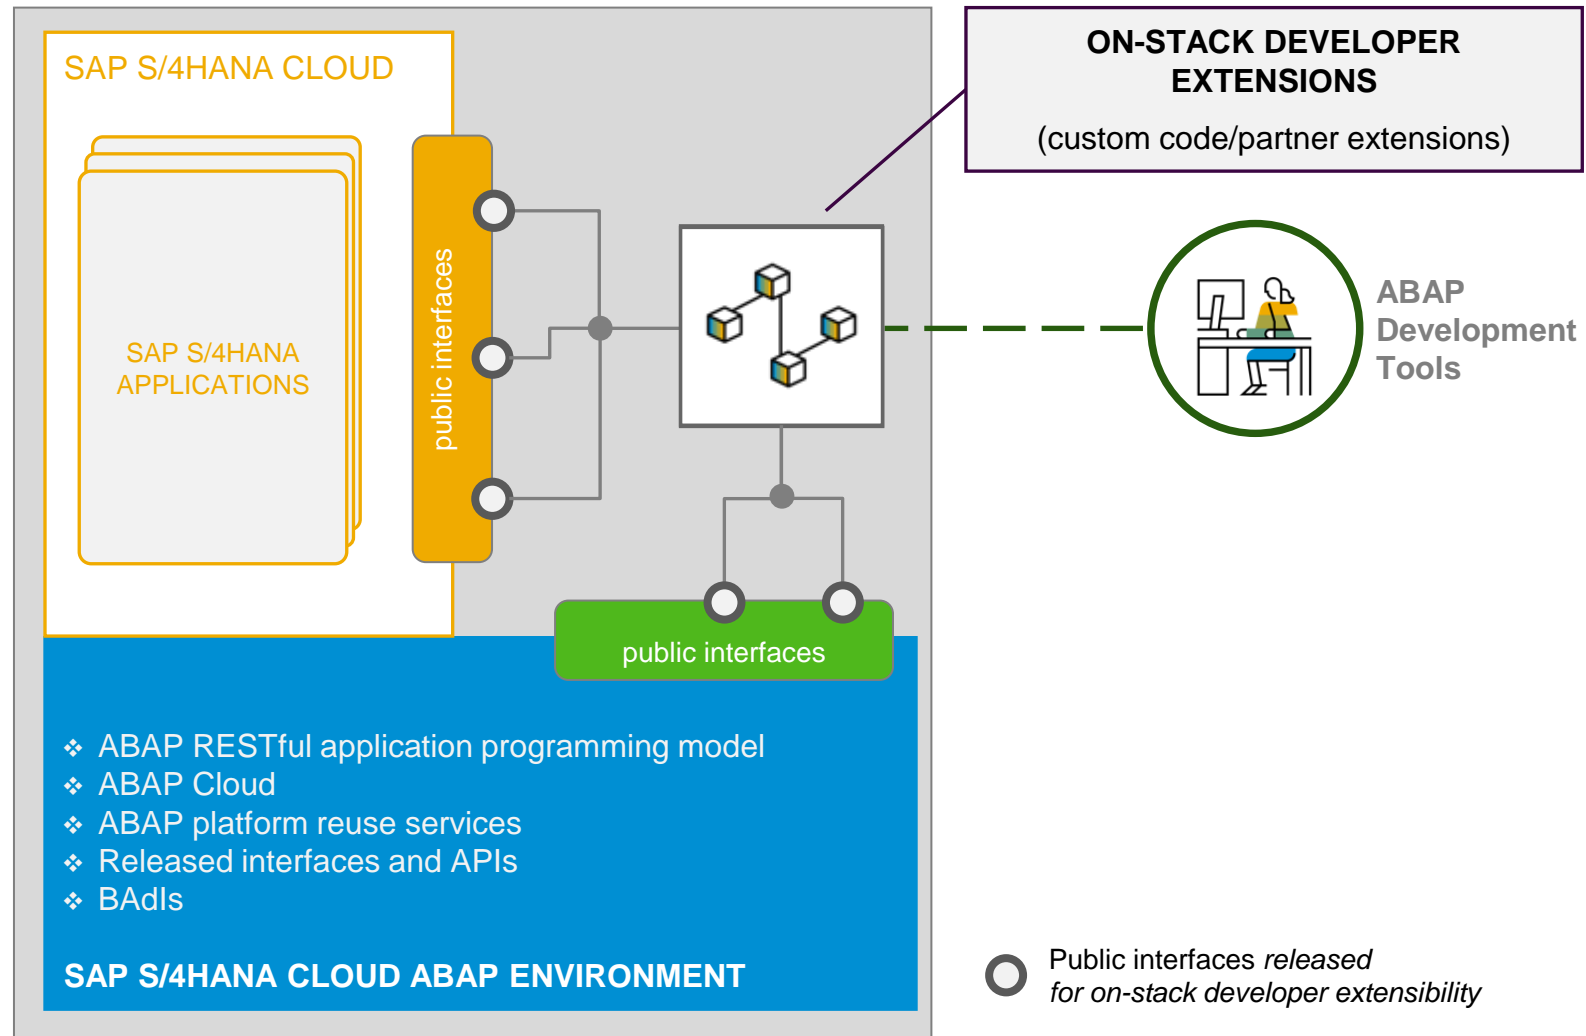 SAP S/4HANA CLOUD
SAP S/4HANA
APPLICATIONS
public interfaces
ON-STACK DEVELOPER
EXTENSIONS
(custom code/partner extensions)
ABAP
Development
Tools
public interfaces
❖ ABAP RESTful application programming model
❖ ABAP Cloud
❖ ABAP platform reuse services
❖ Released interfaces and APIs
❖ BAdIs
SAP S/4HANA CLOUD ABAP ENVIRONMENT
Public interfaces released
for on-stack developer extensibility